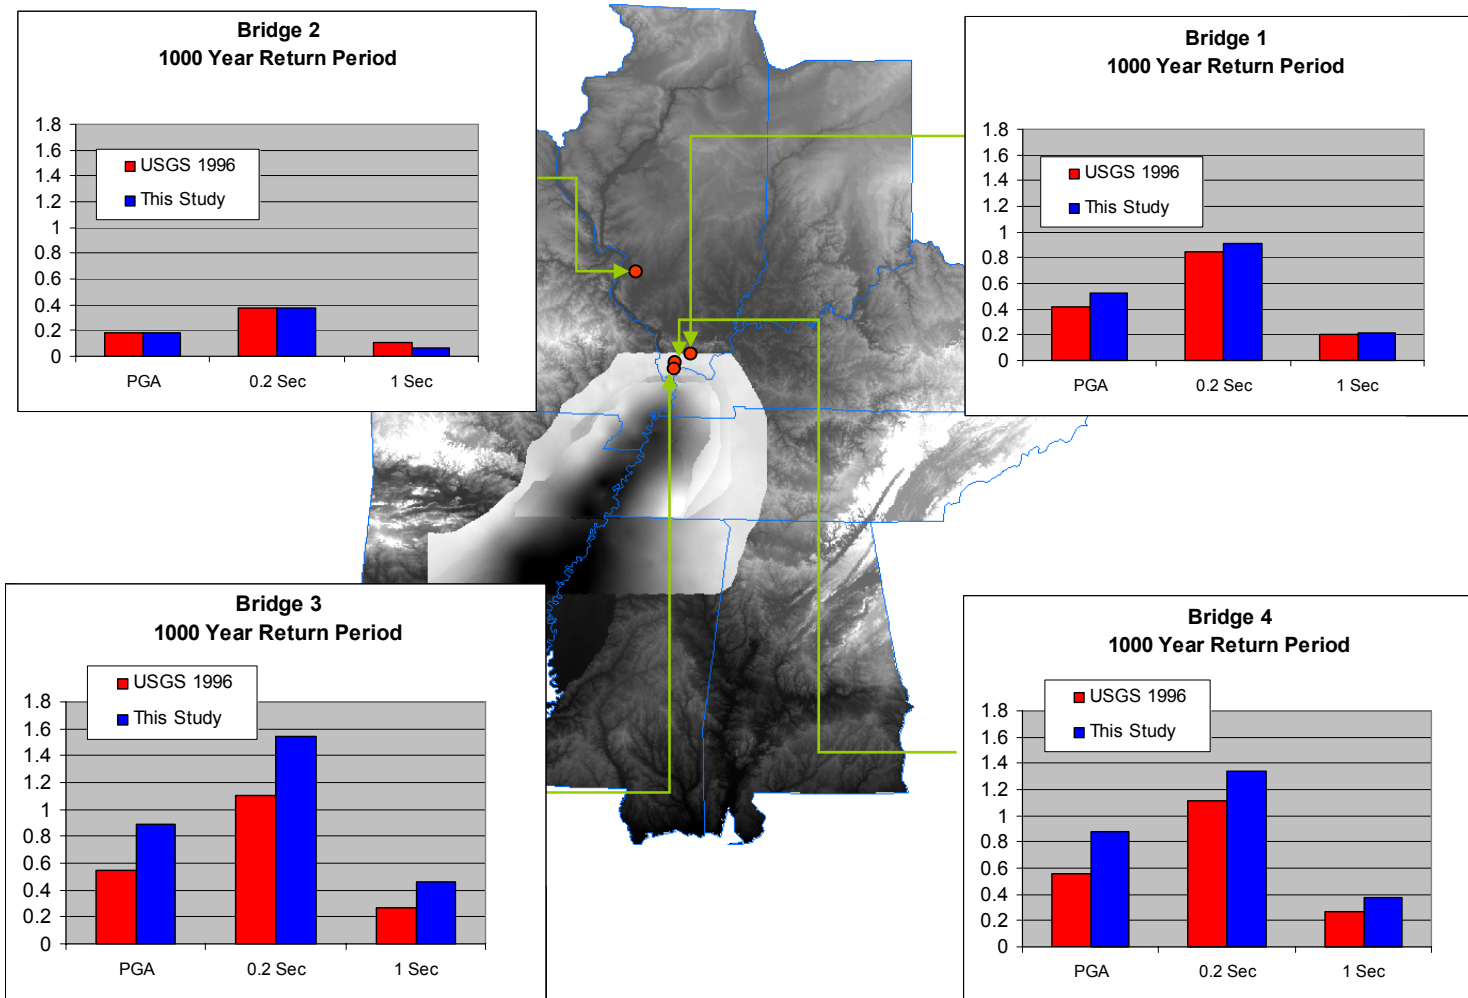 Bridge 2
1000 Year Return Period
1.8
1.6
1.4
1.2
1
0.8
0.6
0.4
0.2
0
USGS 1996
This Study
PGA
0.2 Sec
1 Sec
Bridge 1
1000 Year Return Period
1.8
1.6
1.4
1.2
1
0.8
0.6
0.4
0.2
0
USGS 1996
This Study
PGA
0.2 Sec
1 Sec
Bridge 3
1000 Year Return Period
USGS 1996
This Study
1.8
1.6
1.4
1.2
1
0.8
0.6
0.4
0.2
0
PGA
0.2 Sec
1 Sec
Bridge 4
1000 Year Return Period
USGS 1996
This Study
1.8
1.6
1.4
1.2
1
0.8
0.6
0.4
0.2
0
PGA
0.2 Sec
1 Sec